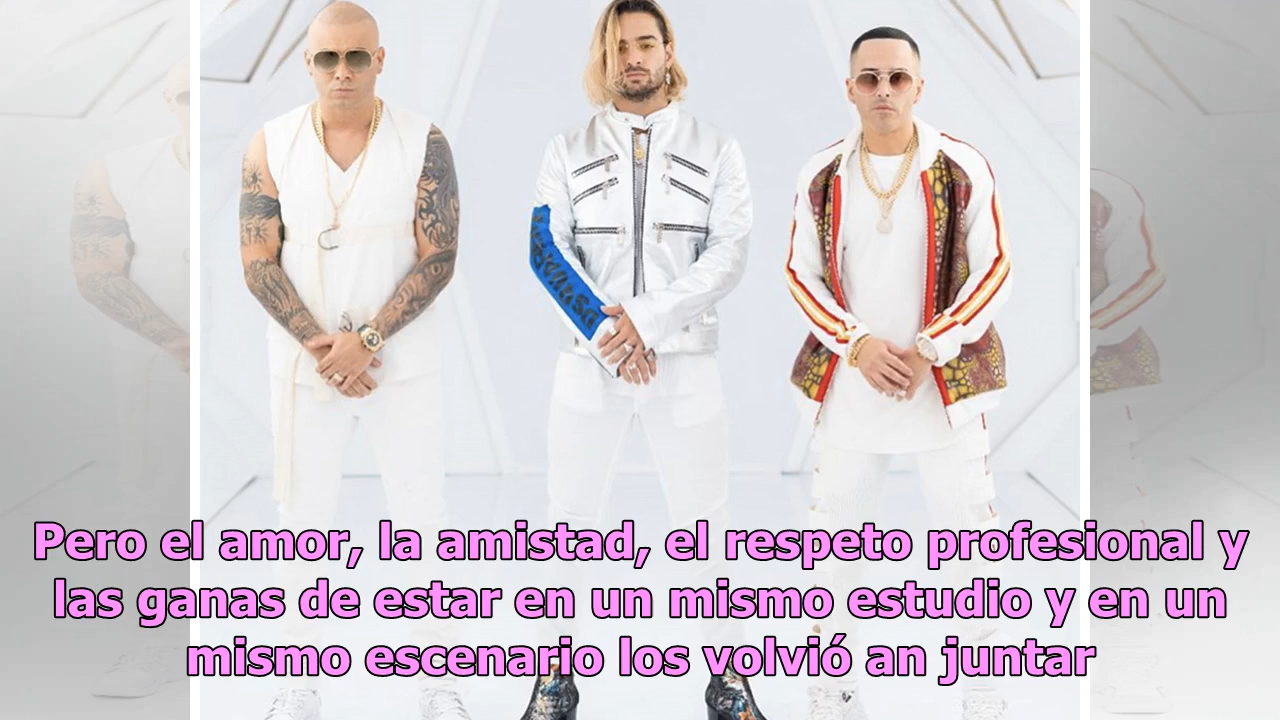 Pero el amor, la amistad, el respeto profesional y
las ganas de estar en un mismo estudio y en un
mismo escenario los volvió an juntar